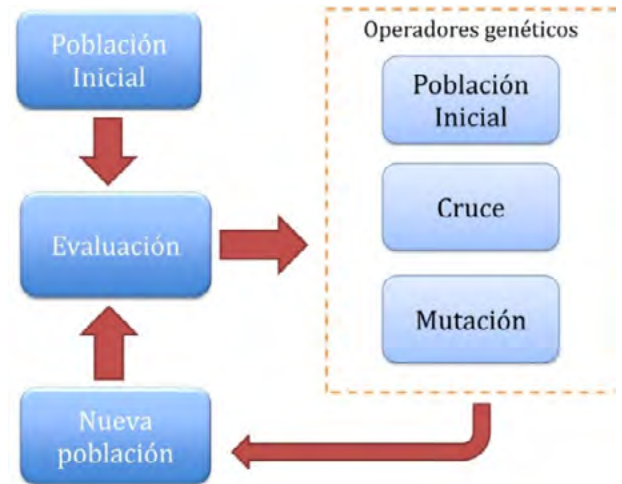 Población
Inicial
Evaluación
Nueva
población
Operadores genéticos
Población
Inicial
Cruce
Mutación